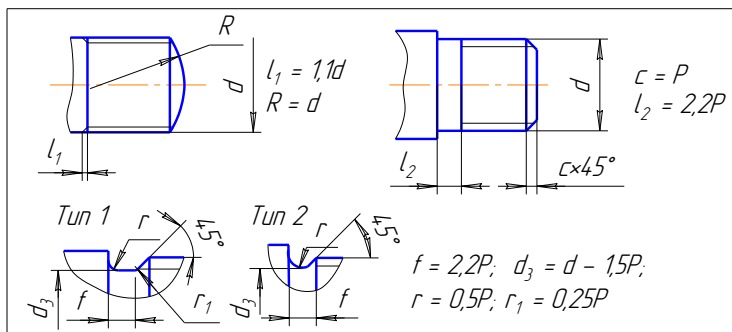 R
d
l₁ = 1,1d
R = d
l₁
d
c = P
l₂ = 2,2P
l₂
c×45°
Тип 1
r
45°
d₃
f
r₁
Тип 2
r
45°
d₃
f
f = 2,2P; d₃ = d − 1,5P;
r = 0,5P; r₁ = 0,25P